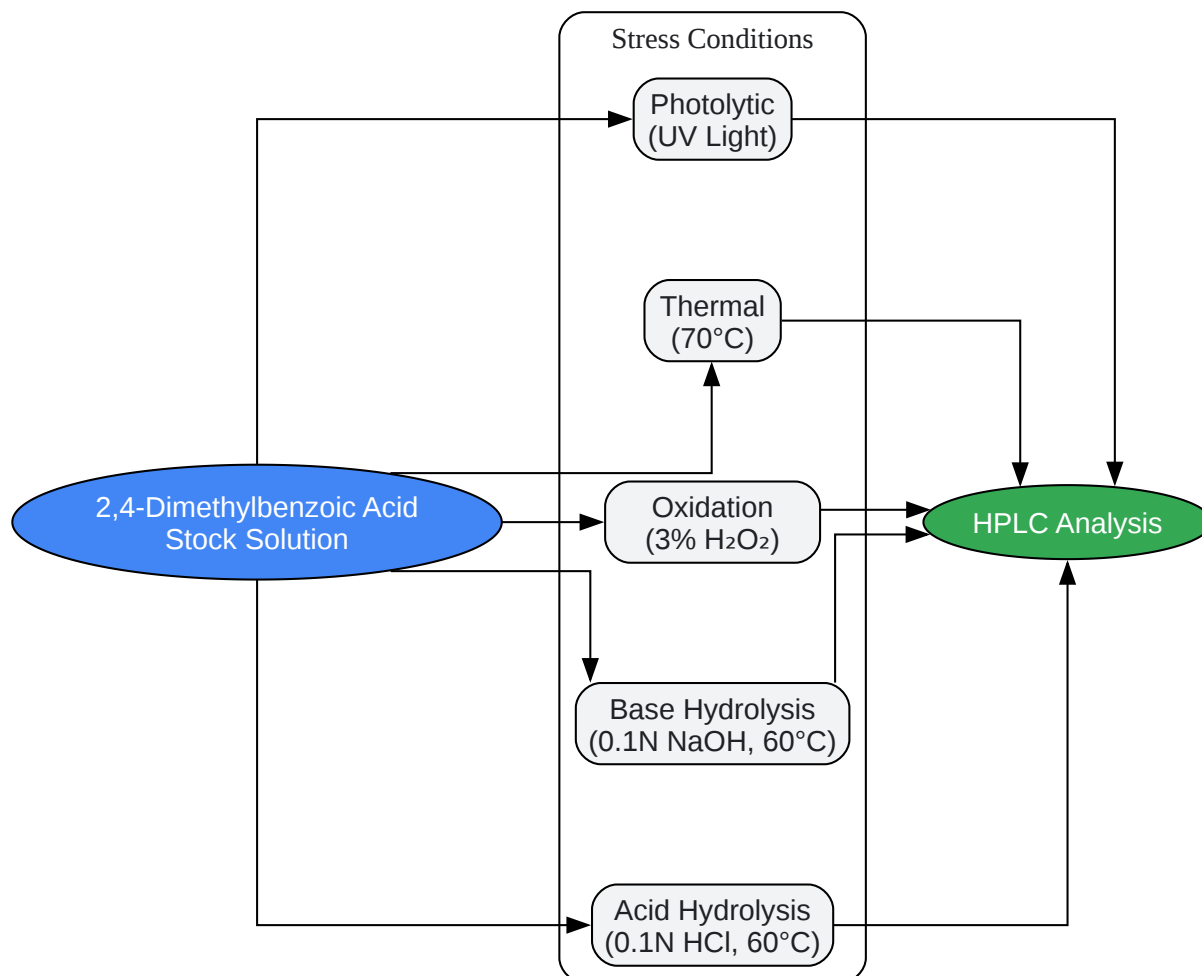 Stress Conditions
Photolytic
(UV Light)
Thermal
(70°C)
2,4-Dimethylbenzoic Acid
Stock Solution
Oxidation
(3% H₂O₂)
HPLC Analysis
Base Hydrolysis
(0.1N NaOH, 60°C)
Acid Hydrolysis
(0.1N HCl, 60°C)